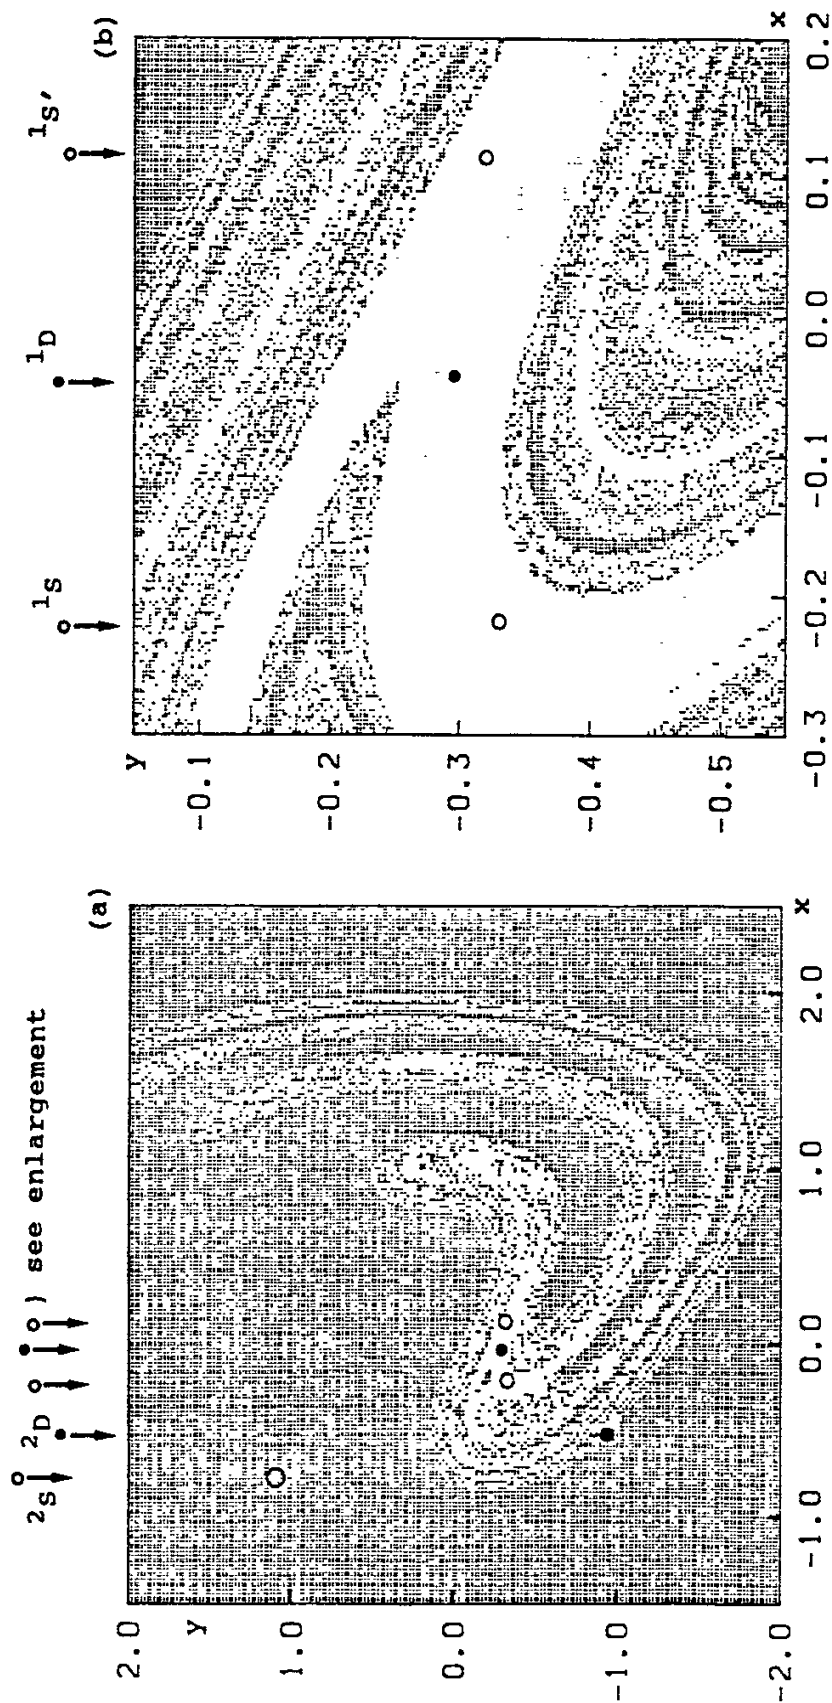 ²S ²D } see enlargement
(a)
2.0
y
1.0
0.0
-1.0
-2.0
-1.0 0.0 1.0 2.0 x
¹S ¹D ¹S'
(b)
y
-0.1
-0.2
-0.3
-0.4
-0.5
-0.3 -0.2 -0.1 0.0 0.1 0.2 x